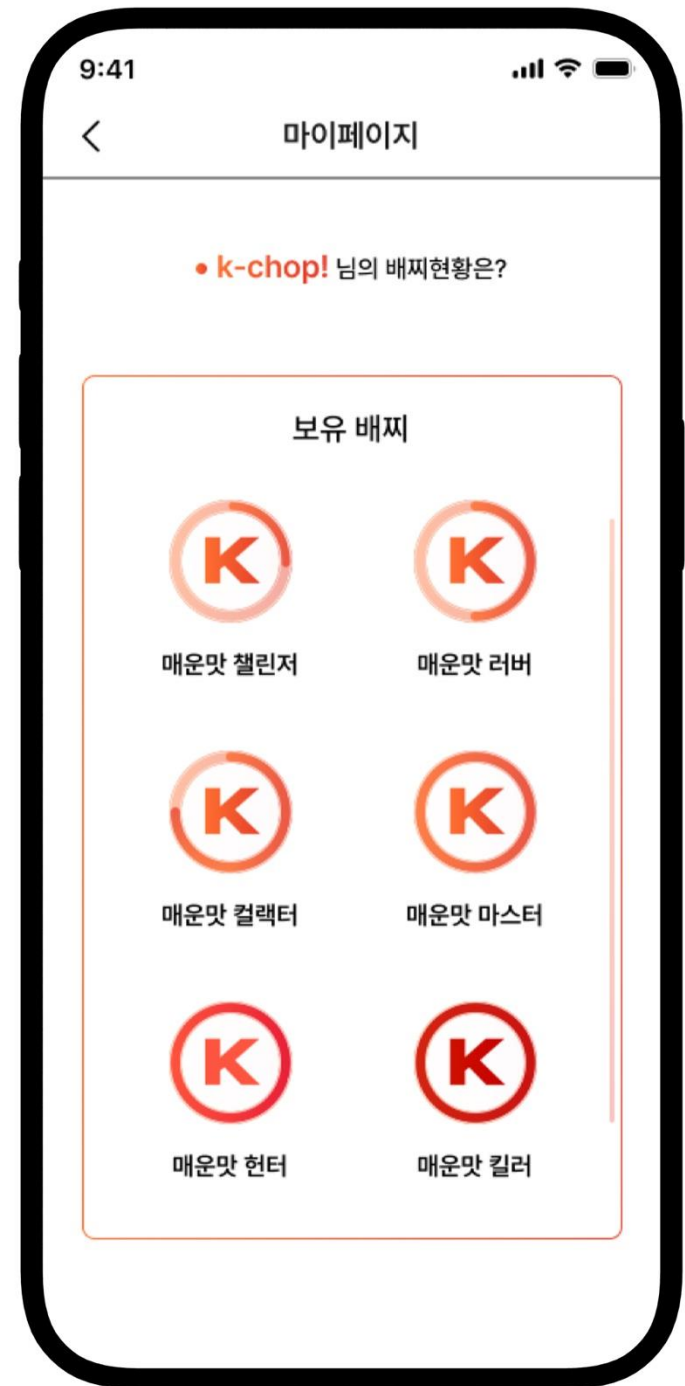 9:41
마이페이지
• k-chop! 님의 배찌현황은?
보유 배찌
K K
매운맛 챌린저 매운맛 러버
K K
매운맛 컬랙터 매운맛 마스터
K K
매운맛 헌터 매운맛 킬러